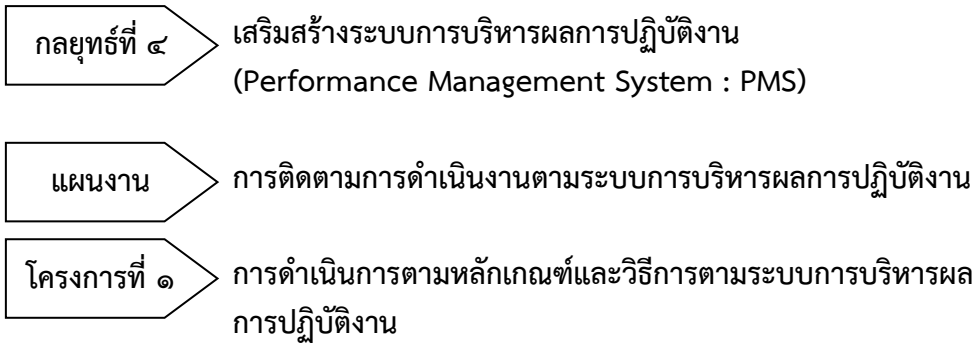 กลยุทธ์ที่ ๔ เสริมสร้างระบบการบริหารผลการปฏิบัติงาน
(Performance Management System : PMS)
แผนงาน การติดตามการดำเนินงานตามระบบการบริหารผลการปฏิบัติงาน
โครงการที่ ๑ การดำเนินการตามหลักเกณฑ์และวิธีการตามระบบการบริหารผล
การปฏิบัติงาน